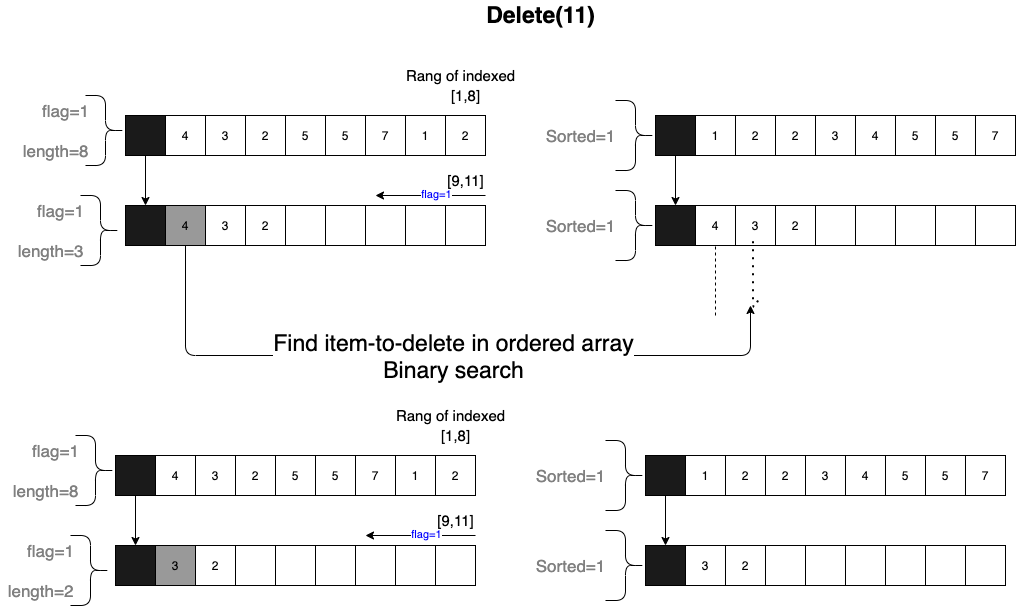 Delete(11)
Rang of indexed
[1,8]
flag=1
length=8
4 3 2 5 5 7 1 2
Sorted=1
1 2 2 3 4 5 5 7
[9,11]
flag=1
flag=1
length=3
4 3 2
Sorted=1
4 3 2
Find item-to-delete in ordered array
Binary search
Rang of indexed
[1,8]
flag=1
length=8
4 3 2 5 5 7 1 2
Sorted=1
1 2 2 3 4 5 5 7
[9,11]
flag=1
flag=1
length=2
3 2
Sorted=1
3 2